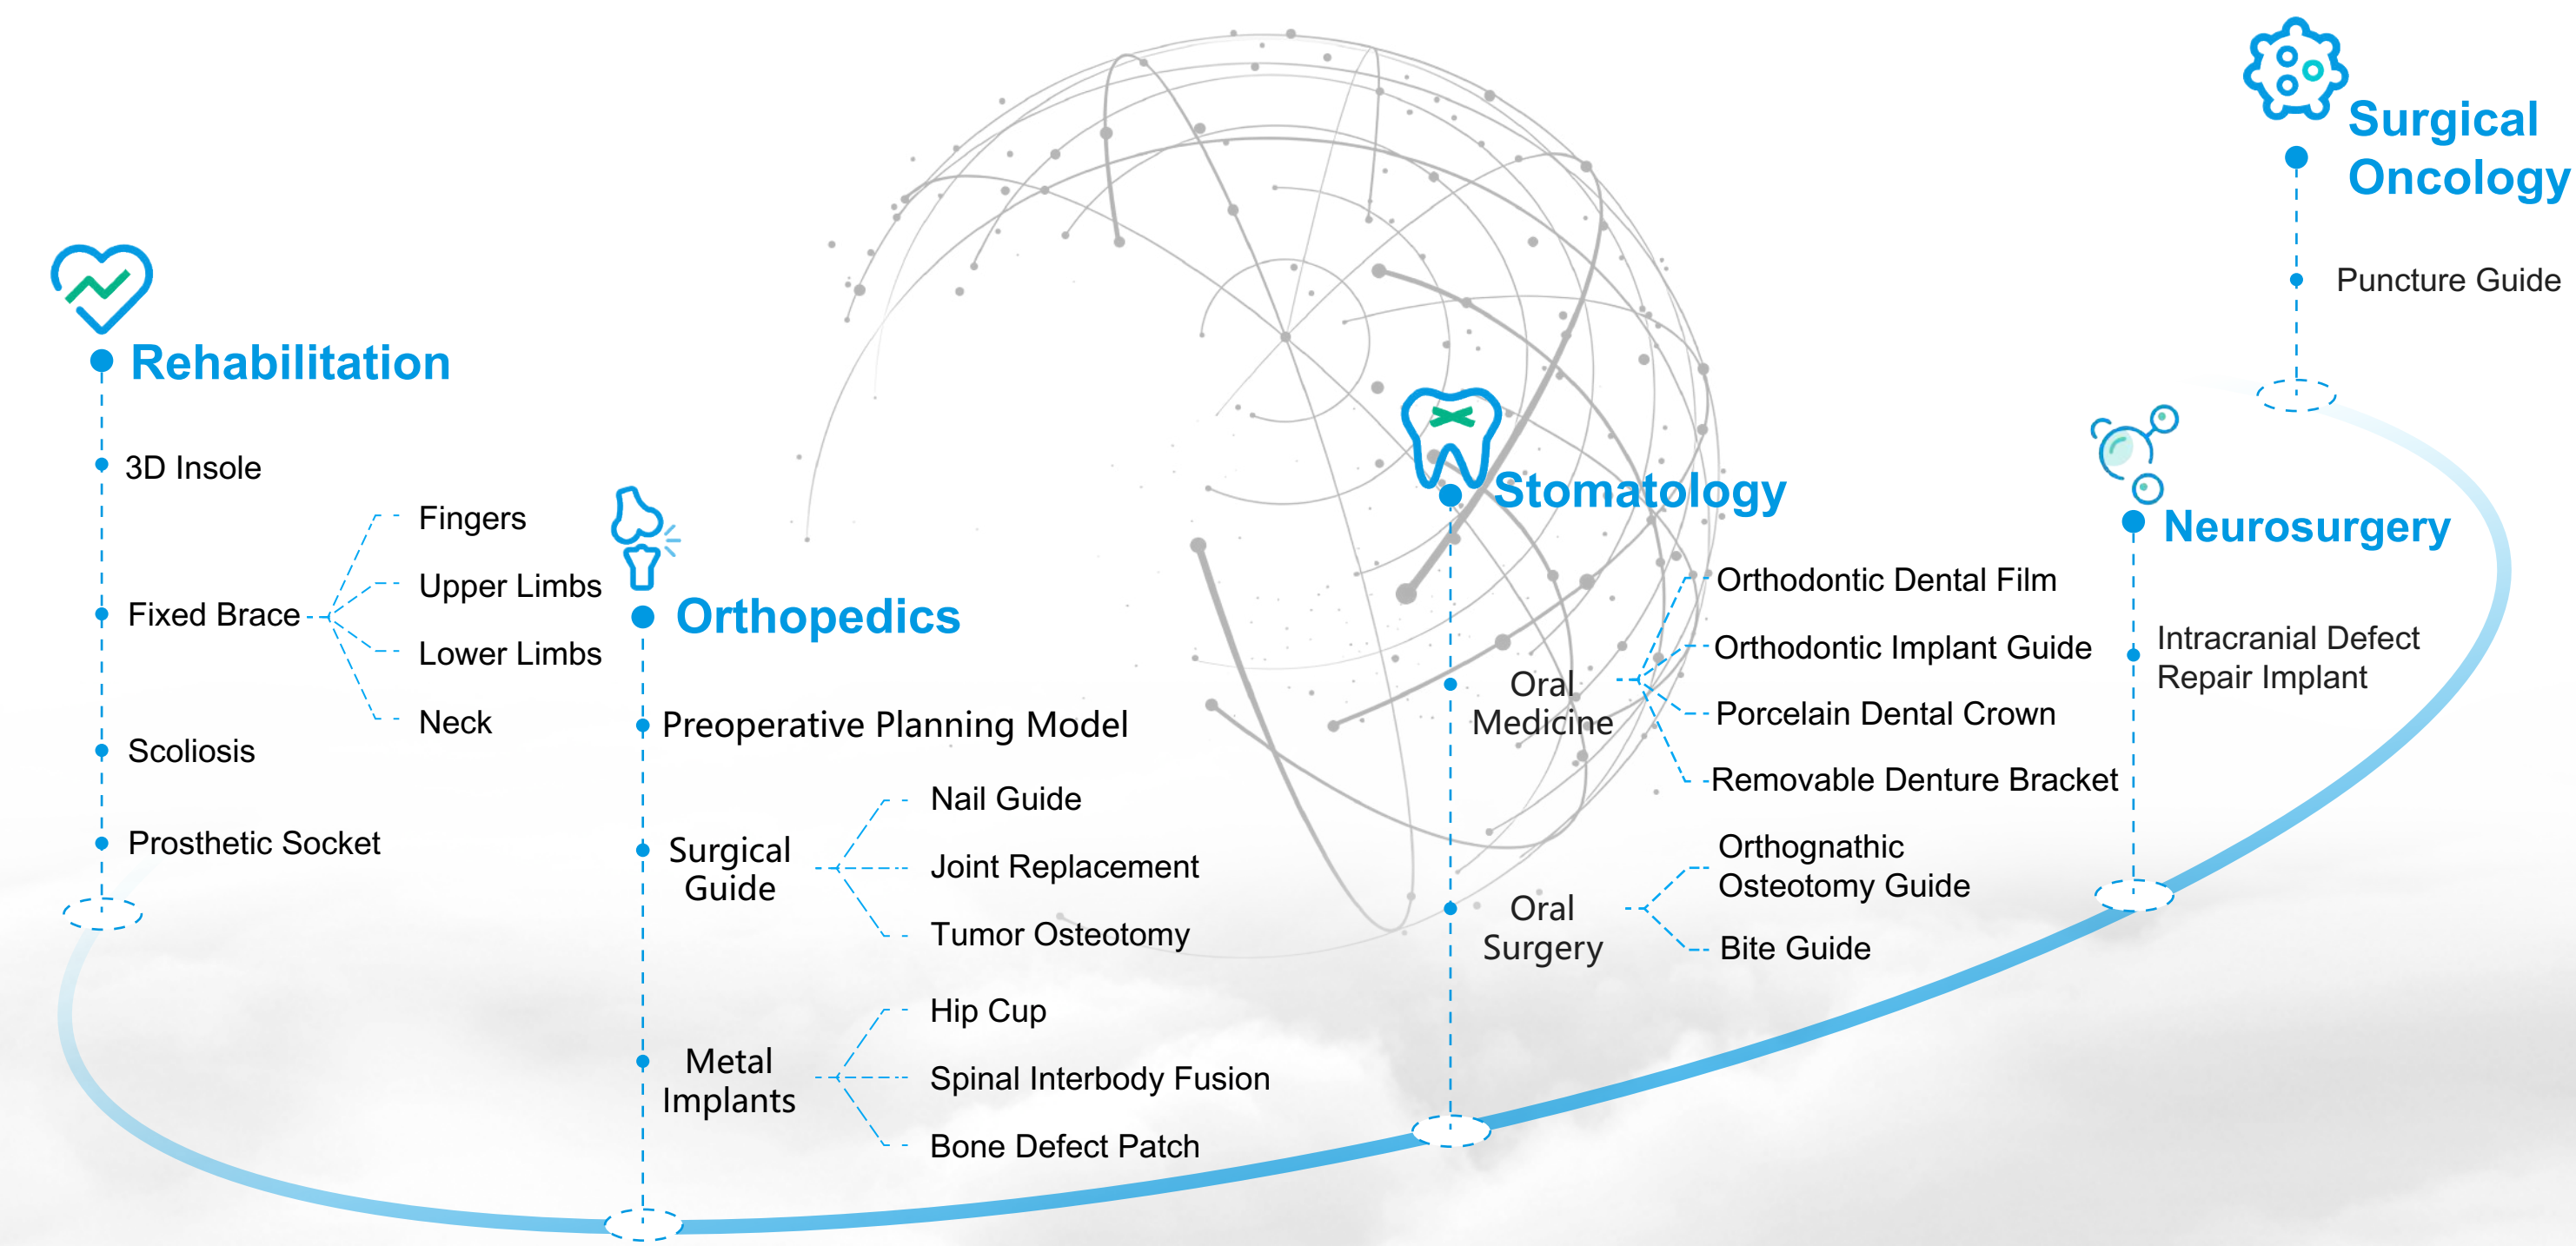 Rehabilitation
3D Insole
Fixed Brace
Fingers
Upper Limbs
Lower Limbs
Neck
Scoliosis
Prosthetic Socket
Orthopedics
Preoperative Planning Model
Surgical
Guide
Nail Guide
Joint Replacement
Tumor Osteotomy
Metal
Implants
Hip Cup
Spinal Interbody Fusion
Bone Defect Patch
Stomatology
Oral
Medicine
Orthodontic Dental Film
Orthodontic Implant Guide
Porcelain Dental Crown
Removable Denture Bracket
Oral
Surgery
Orthognathic
Osteotomy Guide
Bite Guide
Neurosurgery
Intracranial Defect
Repair Implant
Surgical
Oncology
Puncture Guide